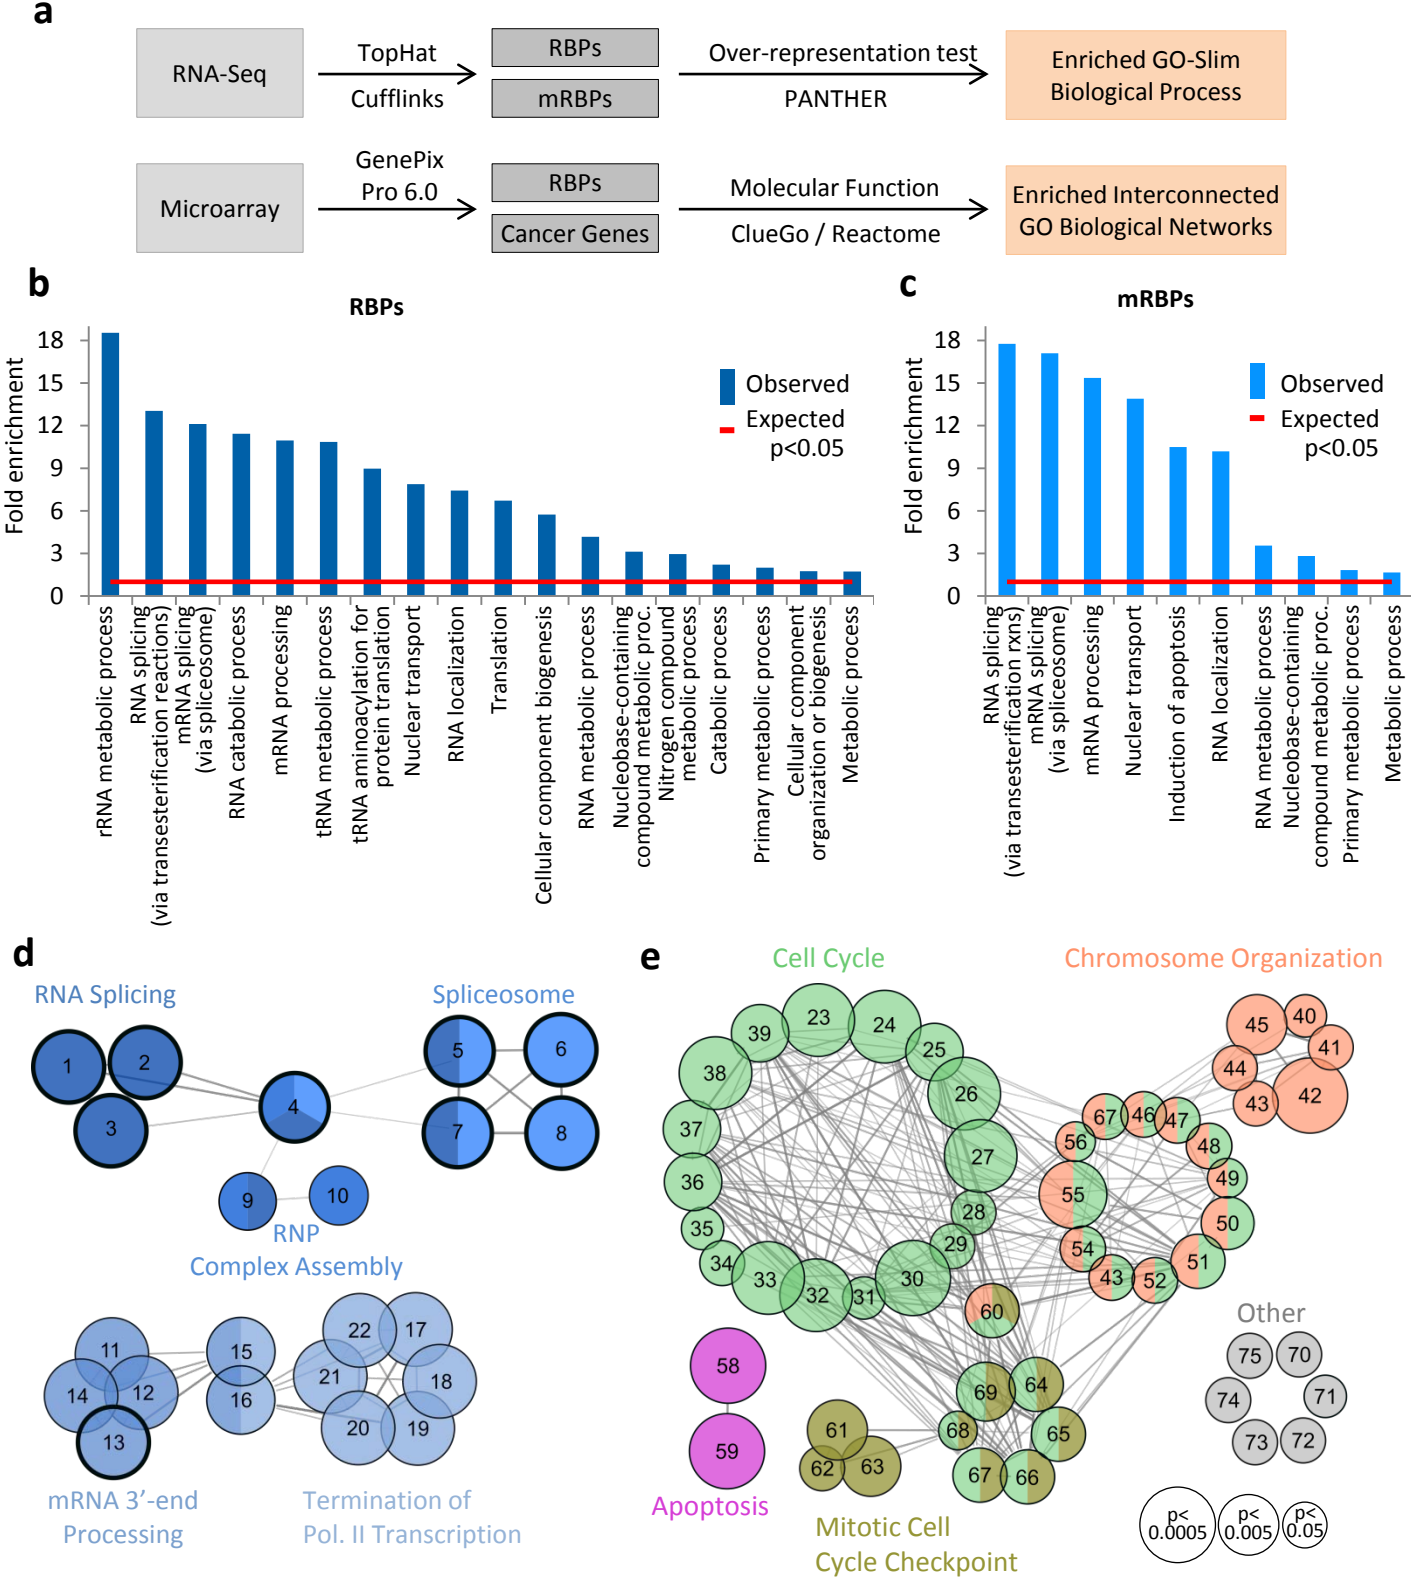 a
RNA-Seq
TopHat
Cufflinks
RBPs
mRBPs
Over-representation test
PANTHER
Enriched GO-Slim
Biological Process
Microarray
GenePix
Pro 6.0
RBPs
Cancer Genes
Molecular Function
ClueGo / Reactome
Enriched Interconnected
GO Biological Networks
b
RBPs
Fold enrichment
18
15
12
9
6
3
0
Observed
Expected
p<0.05
rRNA metabolic process
RNA splicing
(via transesterification reactions)
mRNA splicing
(via spliceosome)
RNA catabolic process
mRNA processing
tRNA metabolic process
tRNA aminoacylation for
protein translation
Nuclear transport
RNA localization
Translation
Cellular component biogenesis
RNA metabolic process
Nucleobase-containing
compound metabolic proc.
Nitrogen compound
metabolic process
Catabolic process
Primary metabolic process
Cellular component
organization or biogenesis
Metabolic process
c
mRBPs
Fold enrichment
18
15
12
9
6
3
0
Observed
Expected
p<0.05
RNA splicing
(via transesterification rxns)
mRNA splicing
(via spliceosome)
mRNA processing
Nuclear transport
Induction of apoptosis
RNA localization
RNA metabolic process
Nucleobase-containing
compound metabolic proc.
Primary metabolic process
Metabolic process
d
RNA Splicing
Spliceosome
1
2
3
4
5
6
7
8
9
10
RNP
Complex Assembly
11
12
13
14
15
16
17
18
19
20
21
22
mRNA 3’-end
Processing
Termination of
Pol. II Transcription
e
Cell Cycle
Chromosome Organization
23
24
25
26
27
28
29
30
31
32
33
34
35
36
37
38
39
40
41
42
43
44
45
67
46
47
48
49
50
51
52
43
54
55
56
60
58
59
Apoptosis
61
62
63
69
64
65
66
67
68
Mitotic Cell
Cycle Checkpoint
Other
75
70
71
72
73
74
p<
0.0005
p<
0.005
p<
0.05